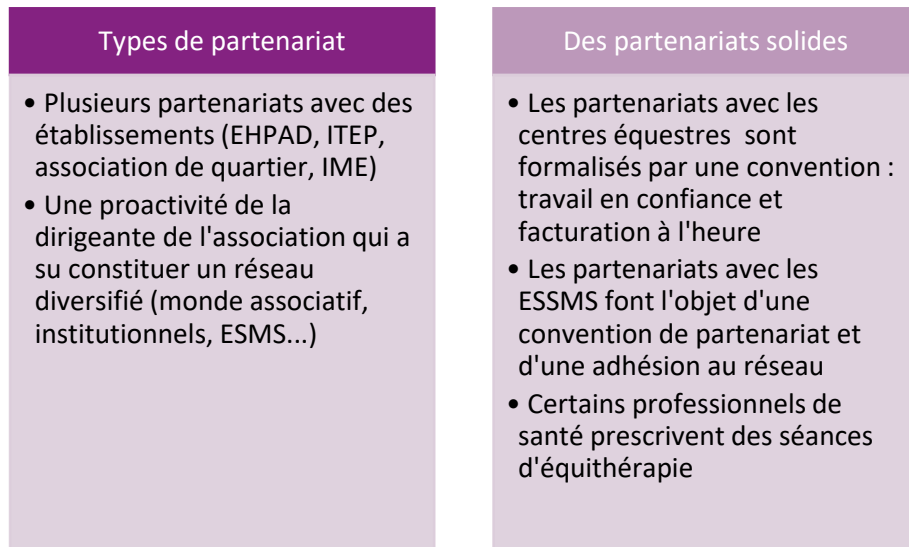 Types de partenariat
• Plusieurs partenariats avec des
établissements (EHPAD, ITEP,
association de quartier, IME)
• Une proactivité de la
dirigeante de l'association qui a
su constituer un réseau
diversifié (monde associatif,
institutionnels, ESMS...)
Des partenariats solides
• Les partenariats avec les
centres équestres  sont
formalisés par une convention :
travail en confiance et
facturation à l'heure
• Les partenariats avec les
ESSMS font l'objet d'une
convention de partenariat et
d'une adhésion au réseau
• Certains professionnels de
santé prescrivent des séances
d'équithérapie